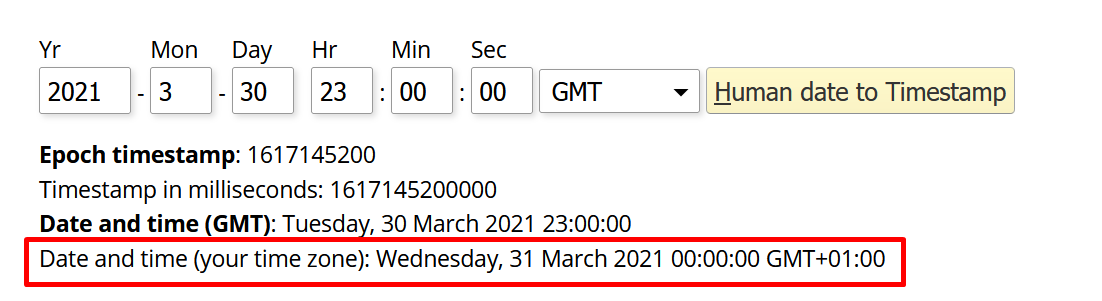 Yr Mon Day Hr Min Sec
2021 - 3 - 30 23 : 00 : 00 GMT Human date to Timestamp
Epoch timestamp: 1617145200
Timestamp in milliseconds: 1617145200000
Date and time (GMT): Tuesday, 30 March 2021 23:00:00
Date and time (your time zone): Wednesday, 31 March 2021 00:00:00 GMT+01:00